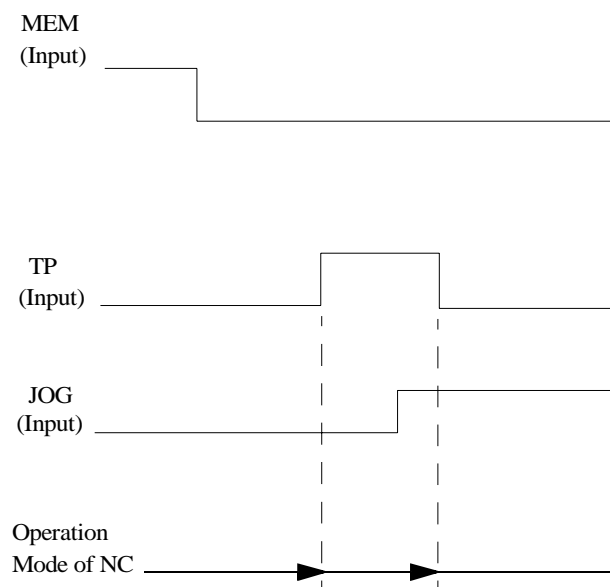 MEM
(Input)
TP
(Input)
JOG
(Input)
Operation
Mode of NC